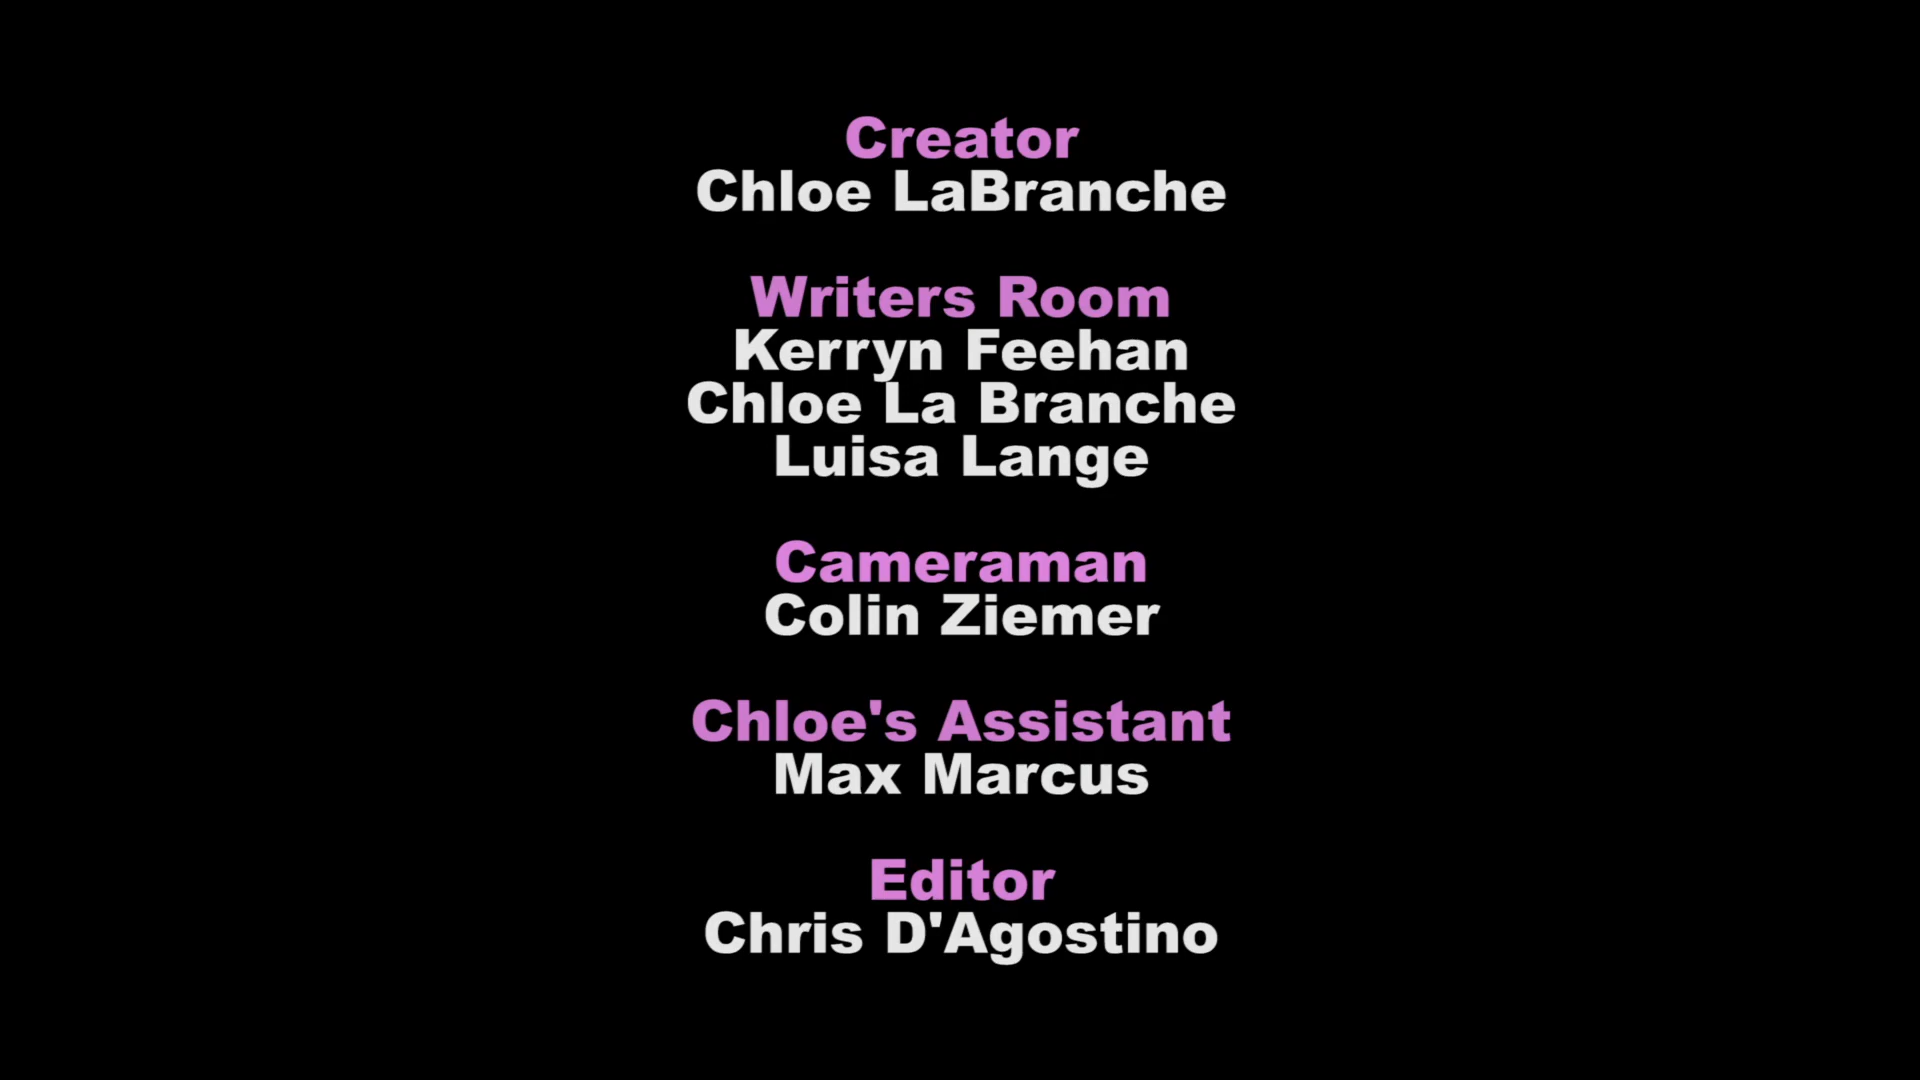 Creator
Chloe LaBranche
Writers Room
Kerryn Feehan
Chloe La Branche
Luisa Lange
Cameraman
Colin Ziemer
Chloe's Assistant
Max Marcus
Editor
Chris D'Agostino